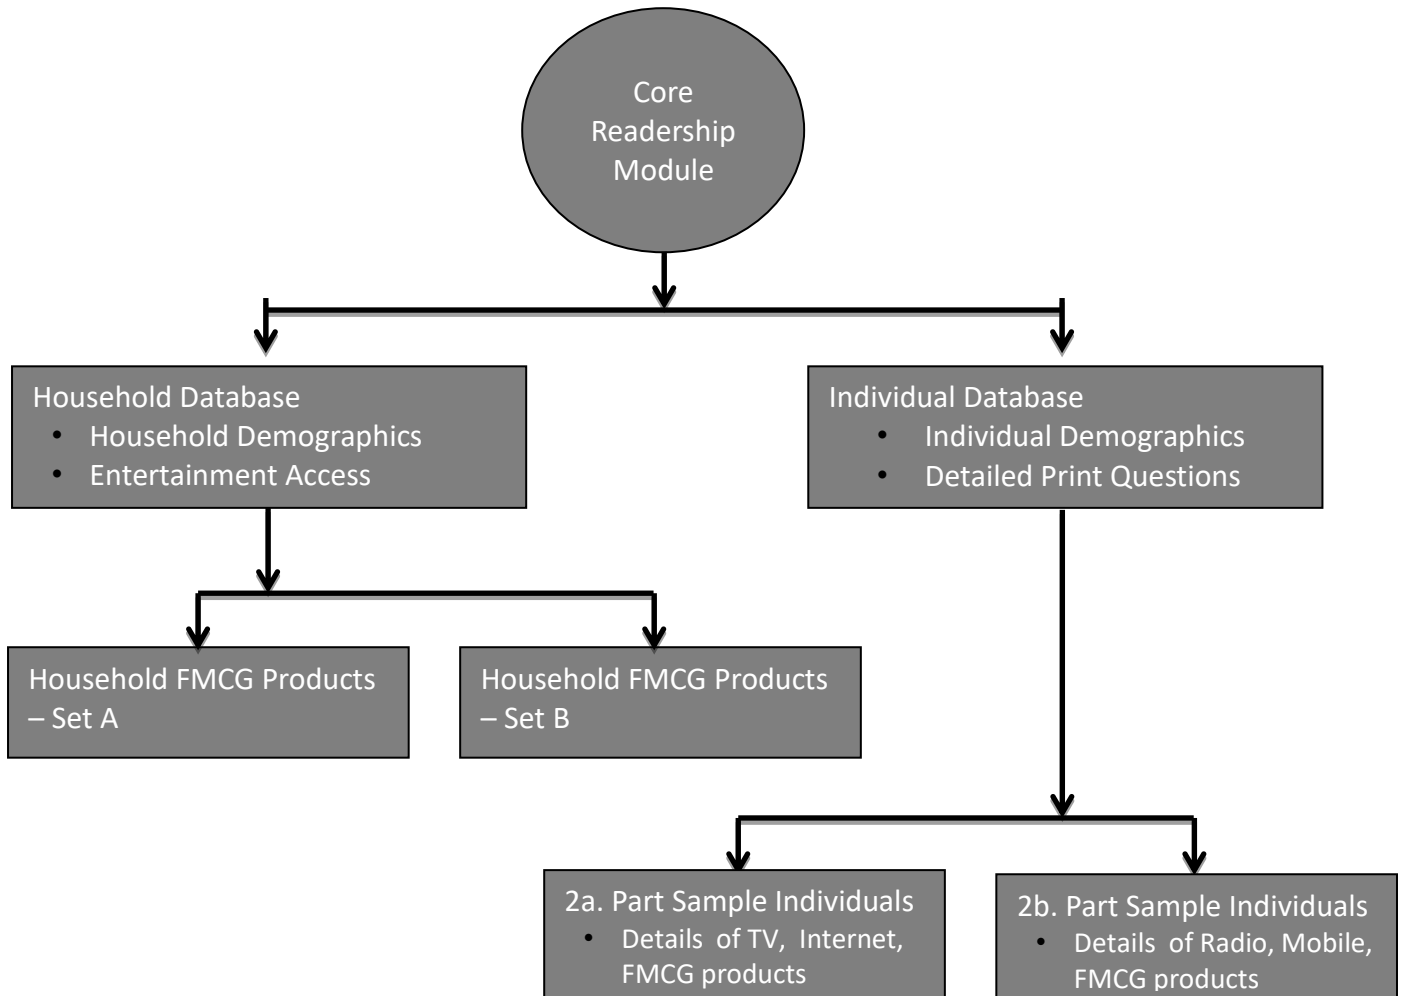 Core
Readership
Module
Household Database
• Household Demographics
• Entertainment Access
Individual Database
• Individual Demographics
• Detailed Print Questions
Household FMCG Products
– Set A
Household FMCG Products
– Set B
2a. Part Sample Individuals
• Details of TV, Internet,
FMCG products
2b. Part Sample Individuals
• Details of Radio, Mobile,
FMCG products